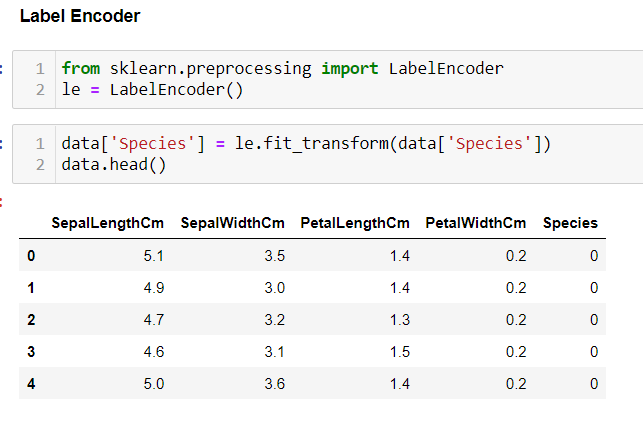 Label Encoder
1 from sklearn.preprocessing import LabelEncoder
2 le = LabelEncoder()
1 data['Species'] = le.fit_transform(data['Species'])
2 data.head()
SepalLengthCm SepalWidthCm PetalLengthCm PetalWidthCm Species
0 5.1 3.5 1.4 0.2 0
1 4.9 3.0 1.4 0.2 0
2 4.7 3.2 1.3 0.2 0
3 4.6 3.1 1.5 0.2 0
4 5.0 3.6 1.4 0.2 0